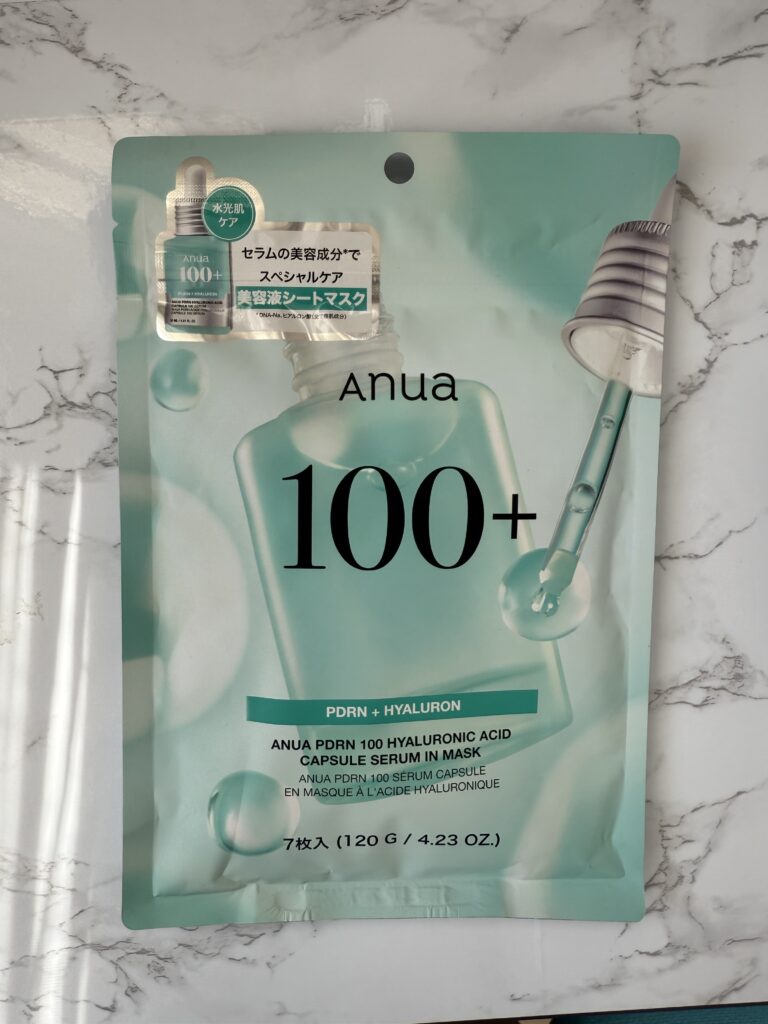 水光肌
ケア
セラムの美容成分*で
スペシャルケア
美容液シートマスク
Anua
100+
PDRN + HYALURON
Anua
100+
PDRN + HYALURON
ANUA PDRN 100 HYALURONIC ACID
CAPSULE SERUM IN MASK
ANUA PDRN 100 SÉRUM CAPSULE
EN MASQUE À L'ACIDE HYALURONIQUE
7枚入 (120 G / 4.23 OZ.)